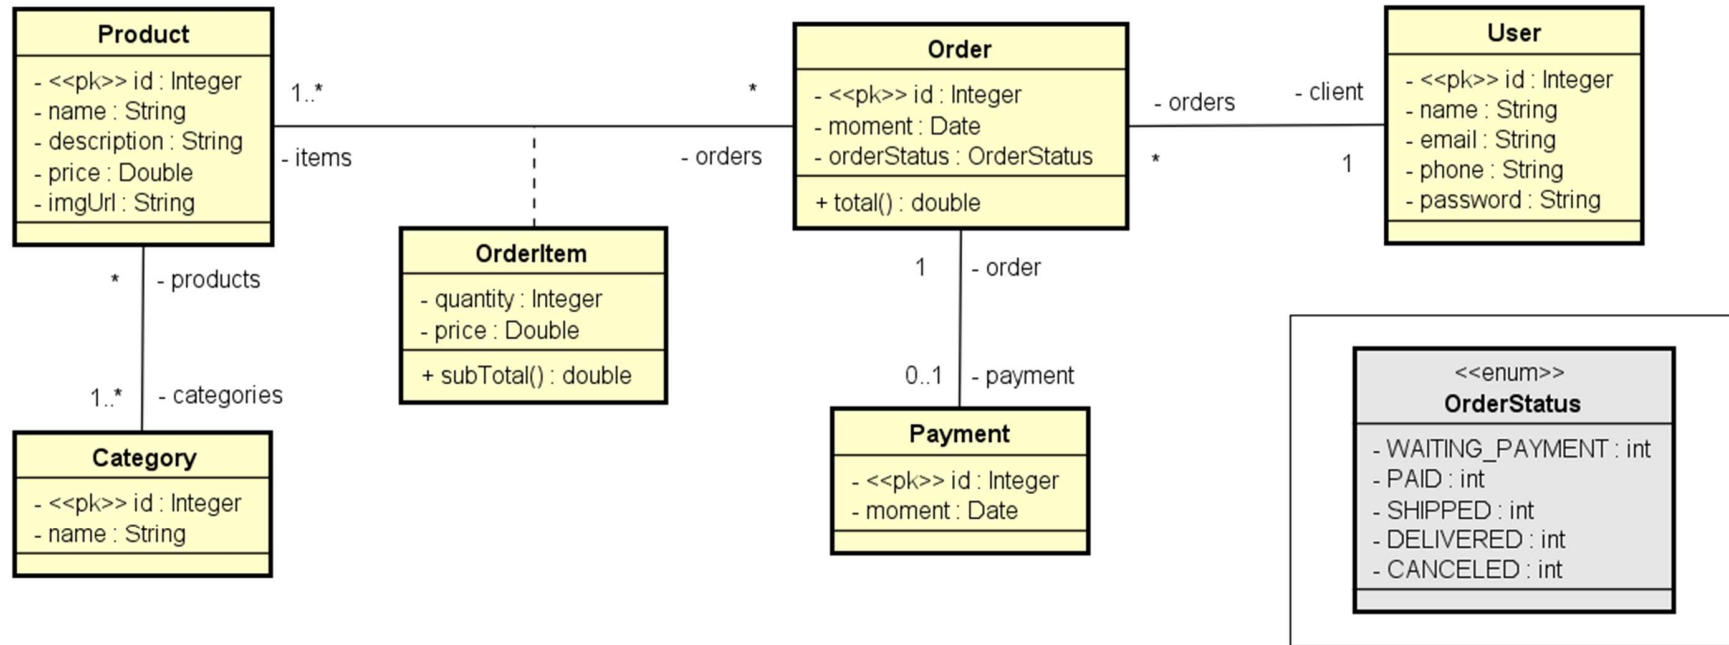 Product
- <<pk>> id : Integer
- name : String
- description : String
- price : Double
- imgUrl : String
1..*
*
- items
- orders
Order
- <<pk>> id : Integer
- moment : Date
- orderStatus : OrderStatus
+ total() : double
- orders
- client
*
1
User
- <<pk>> id : Integer
- name : String
- email : String
- phone : String
- password : String
OrderItem
- quantity : Integer
- price : Double
+ subTotal() : double
*
- products
1..*
- categories
Category
- <<pk>> id : Integer
- name : String
1
- order
0..1
- payment
Payment
- <<pk>> id : Integer
- moment : Date
<<enum>>
OrderStatus
- WAITING_PAYMENT : int
- PAID : int
- SHIPPED : int
- DELIVERED : int
- CANCELED : int